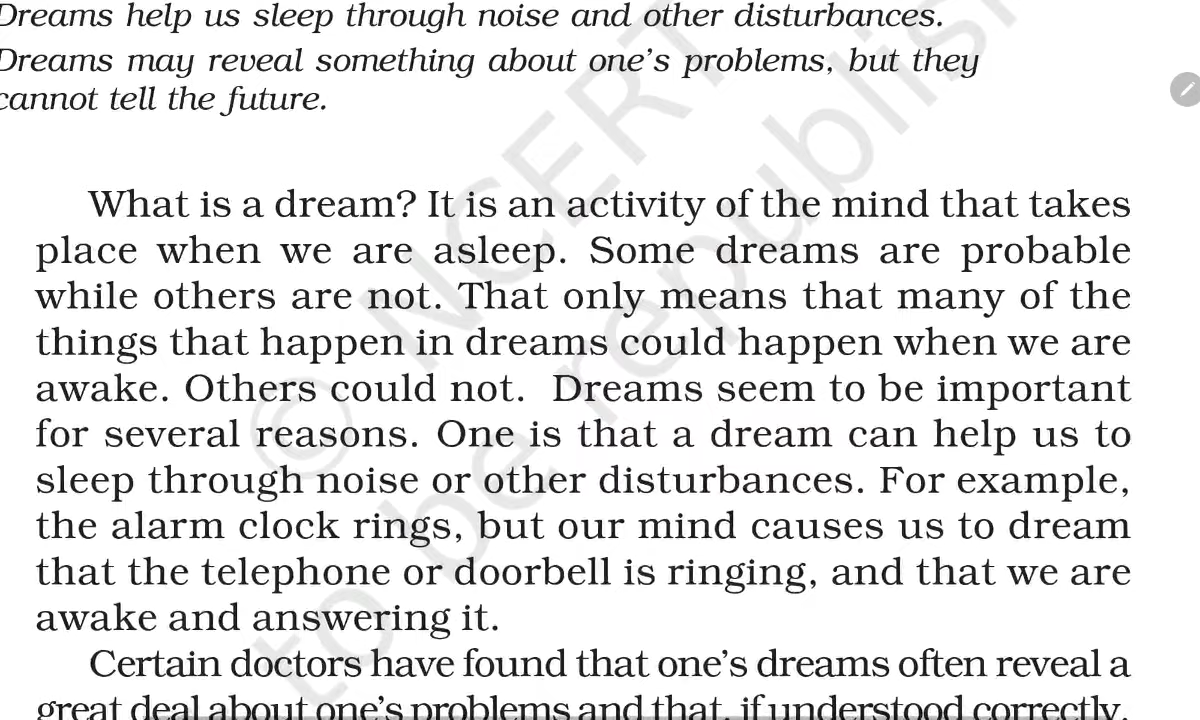 Dreams help us sleep through noise and other disturbances.
Dreams may reveal something about one's problems, but they
cannot tell the future.
What is a dream? It is an activity of the mind that takes
place when we are asleep. Some dreams are probable
while others are not. That only means that many of the
things that happen in dreams could happen when we are
awake. Others could not. Dreams seem to be important
for several reasons. One is that a dream can help us to
sleep through noise or other disturbances. For example,
the alarm clock rings, but our mind causes us to dream
that the telephone or doorbell is ringing, and that we are
awake and answering it.
Certain doctors have found that one's dreams often reveal a
great deal about one's problems and that, if understood correctly,
© NCERT
to be republis